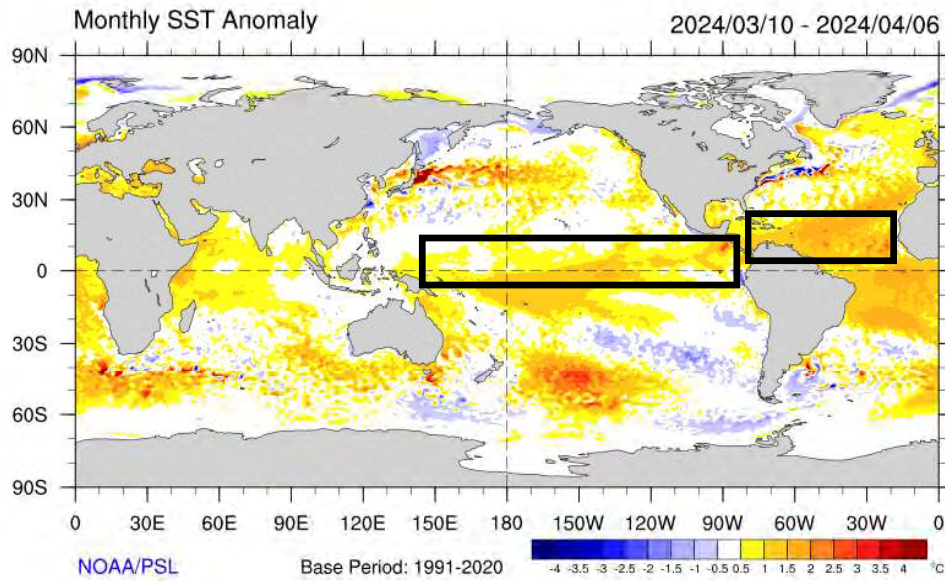 Monthly SST Anomaly 2024/03/10 - 2024/04/06
90N
60N
30N
0
30S
60S
90S
0 30E 60E 90E 120E 150E 180 150W 120W 90W 60W 30W 0
NOAA/PSL Base Period: 1991-2020 -4 -3.5 -3 -2.5 -2 -1.5 -1 -0.5 0.5 1 1.5 2 2.5 3 3.5 4 °C